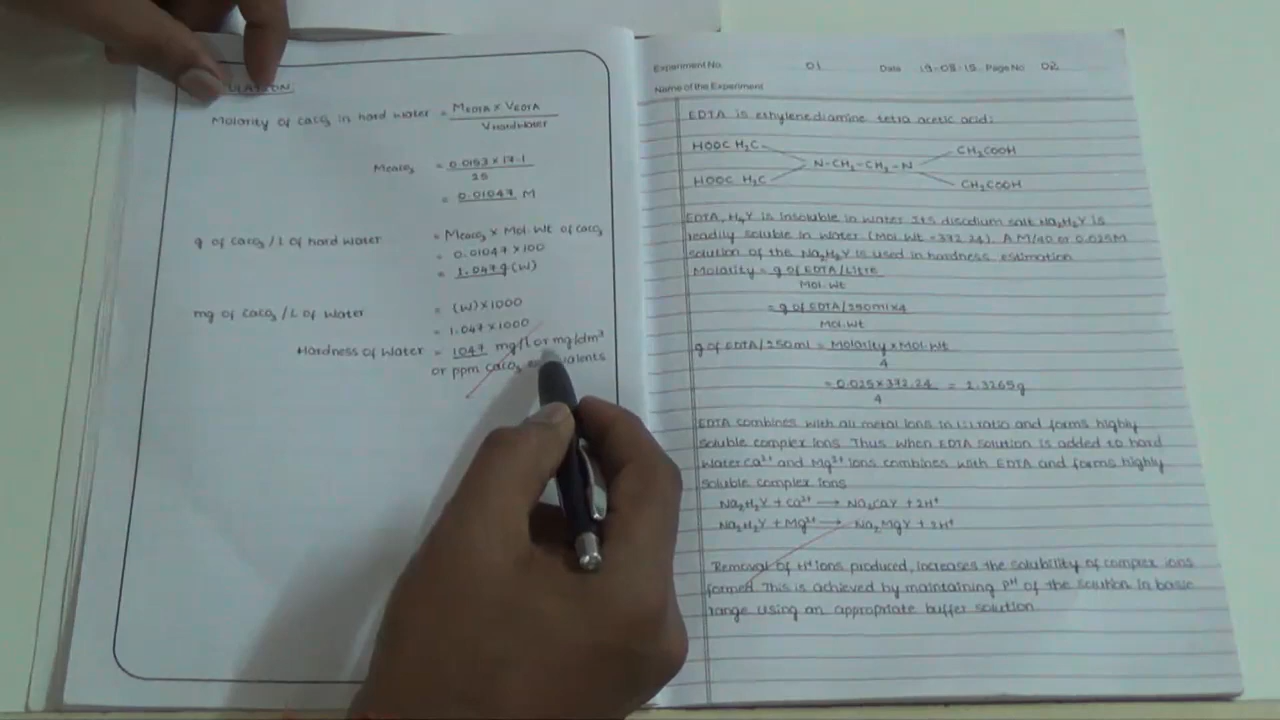 Molarity of CaCO₃ in hard water = M EDTA × V EDTA
V Hard water
M CaCO₃ = 0.0153 × 17.1
25
= 0.01047 M
g of CaCO₃ / L of hard water = M CaCO₃ × Mol. Wt of CaCO₃
= 0.01047 × 100
= 1.047 g (W)
mg of CaCO₃ / L of water = (W) × 1000
= 1.047 × 1000
Hardness of water = 1047 mg/l or mg/dm³
or ppm CaCO₃
Experiment No. 01 Date 19-08-15 Page No 02
Name of the Experiment
EDTA is ethylenediamine tetra acetic acid:
HOOC H₂C CH₂COOH
N-CH₂-CH₂-N
HOOC H₂C CH₂COOH
EDTA, H₄Y is insoluble in water. Its disodium salt Na₂H₂Y is
readily soluble in water (Mol. Wt = 372.24). A M/40 or 0.025M
solution of the Na₂H₂Y is used in hardness estimation
Molarity = g of EDTA/Litre
Mol. Wt
= g of EDTA/250ml × 4
Mol. Wt
g of EDTA/250ml = Molarity × Mol. Wt
4
= 0.025 × 372.24 = 2.3265g
4
EDTA combines with all metal ions in 1:1 ratio and forms highly
soluble complex ions. Thus when EDTA solution is added to hard
water Ca²⁺ and Mg²⁺ ions combines with EDTA and forms highly
soluble complex ions
Na₂H₂Y + Ca²⁺ → Na₂CaY + 2H⁺
Na₂H₂Y + Mg²⁺ → Na₂MgY + 2H⁺
Removal of H⁺ ions produced, increases the solubility of complex ions
formed. This is achieved by maintaining pH of the solution in basic
range using an appropriate buffer solution